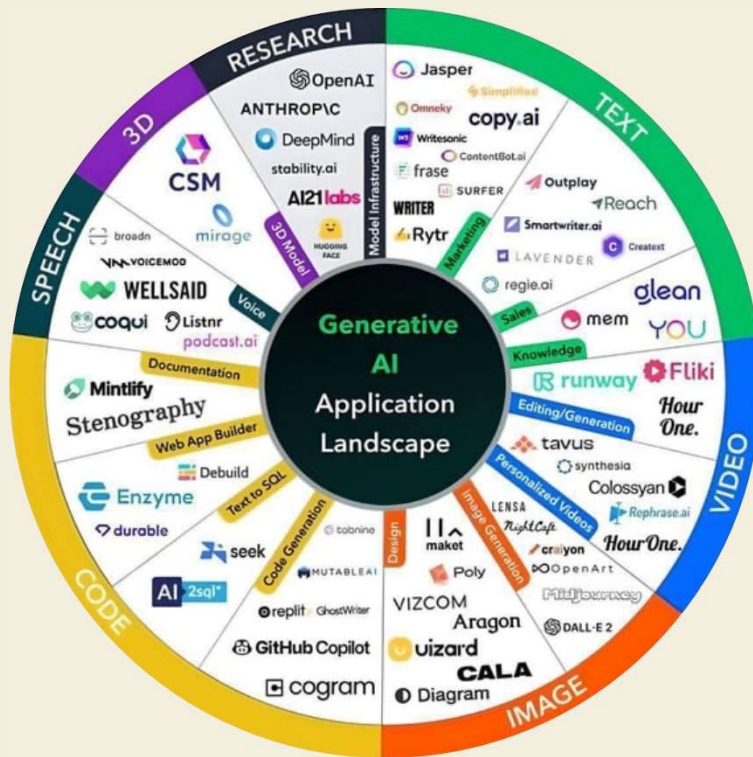 RESEARCH
OpenAI
ANTHROP\C
DeepMind
stability.ai
AI21labs
HUGGING
FACE
Model Infrastructure
TEXT
Jasper
Simplified
Omneky
copy.ai
Writesonic
ContentBot.ai
frase
SURFER
WRITER
Rytr
Marketing
Outplay
Reach
Smartwriter.ai
Creatext
LAVENDER
regie.ai
Sales
glean
mem
YOU
Knowledge
VIDEO
runway
Fliki
Hour
One.
Editing/Generation
tavus
synthesia
Colossyan
Rephrase.ai
HourOne.
Personalized Videos
IMAGE
LENSA
NightCafe
craiyon
OpenArt
Midjourney
DALL·E 2
Image Generation
maket
Poly
VIZCOM
Aragon
uizard
CALA
Diagram
Design
CODE
tabnine
MUTABLEAI
replit GhostWriter
GitHub Copilot
cogram
Code Generation
seek
AI 2sql
Text to SQL
Debuild
Enzyme
durable
Web App Builder
Mintlify
Stenography
Documentation
SPEECH
broadn
VOICEMOD
WELLSAID
coqui
Listnr
podcast.ai
Voice
3D
CSM
mirage
3D Model
Generative
AI
Application
Landscape